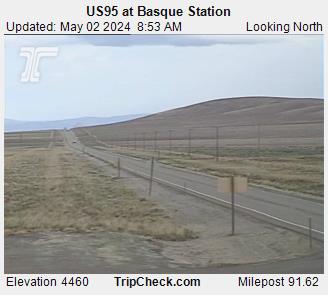 US95 at Basque Station
Updated: May 02 2024 8:53 AM Looking North
Elevation 4460 TripCheck.com Milepost 91.62